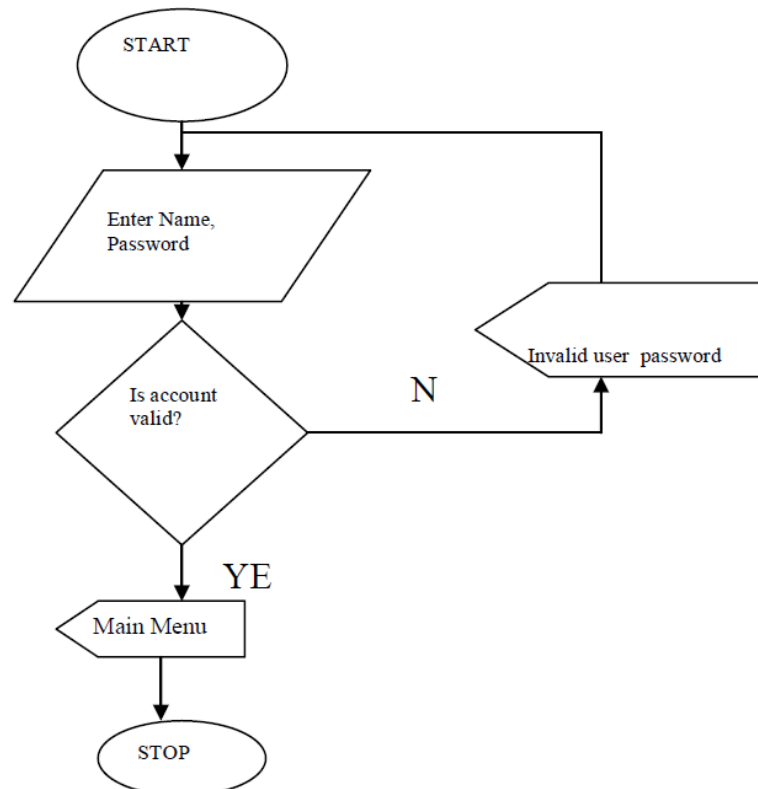 START
Enter Name,
Password
Is account
valid?
N
Invalid user password
YE
Main Menu
STOP